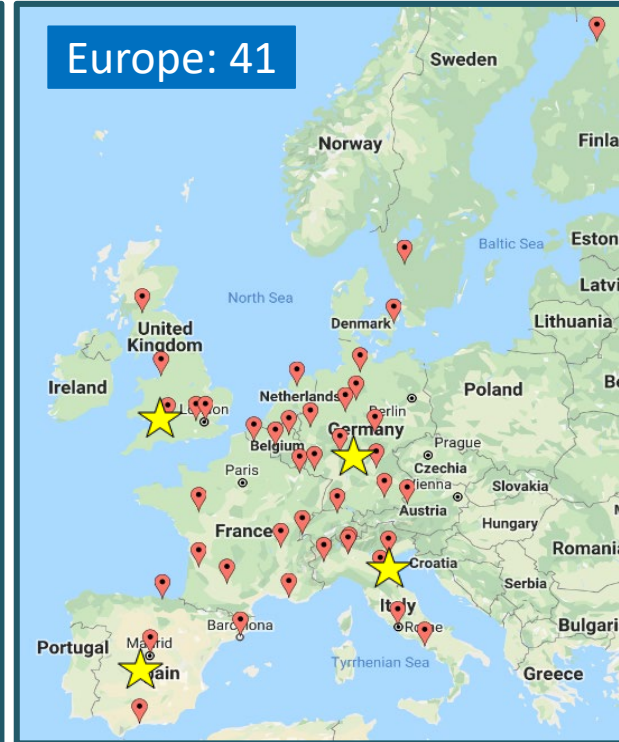 Europe: 41
Sweden
Norway
Finla
Baltic Sea
Eston
Latvi
North Sea
Denmark
Lithuania
United
Kingdom
Ireland
Netherlands
Poland
Berlin
Germany
Belgium
Prague
Paris
Czechia
Slovakia
Austria
Hungary
France
Romania
Croatia
Serbia
Italy
Bulgari
Portugal
Madrid
Tyrrhenian Sea
Greece